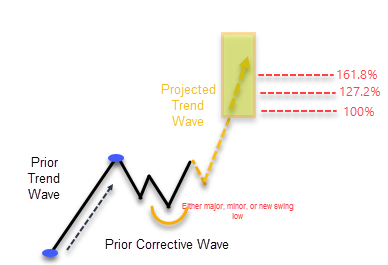 161.8%
127.2%
100%
Projected
Trend
Wave
Prior
Trend
Wave
Either major, minor, or new swing
low
Prior Corrective Wave